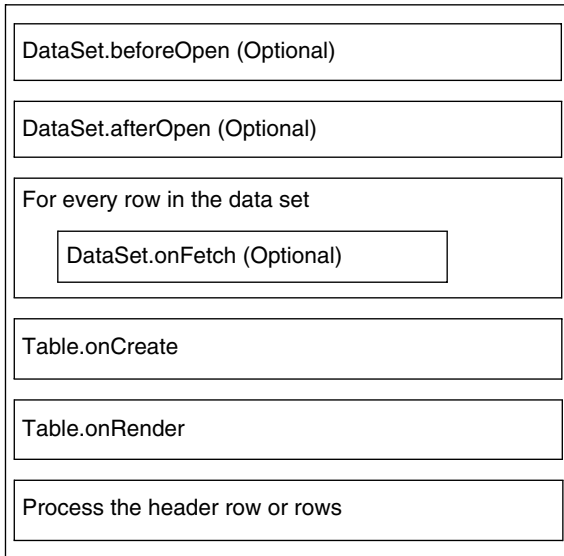 DataSet.beforeOpen (Optional)
DataSet.afterOpen (Optional)
For every row in the data set
DataSet.onFetch (Optional)
Table.onCreate
Table.onRender
Process the header row or rows